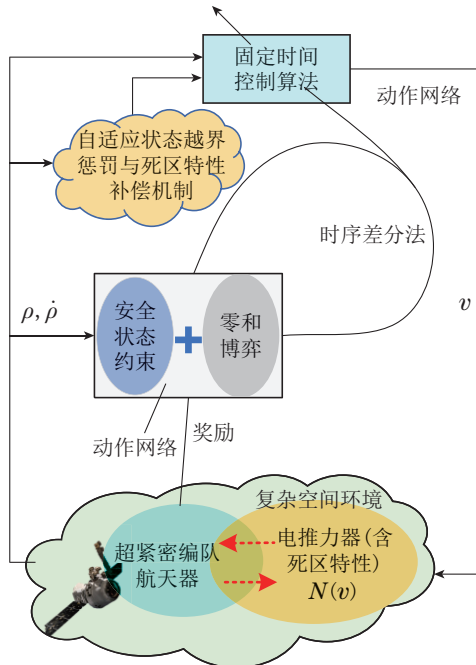 固定时间
控制算法
动作网络
自适应状态越界
惩罚与死区特性
补偿机制
时序差分法
ρ, ρ̇
v
安全
状态
约束
零和
博弈
动作网络
奖励
复杂空间环境
超紧密编队
航天器
电推力器(含
死区特性)
N(v)